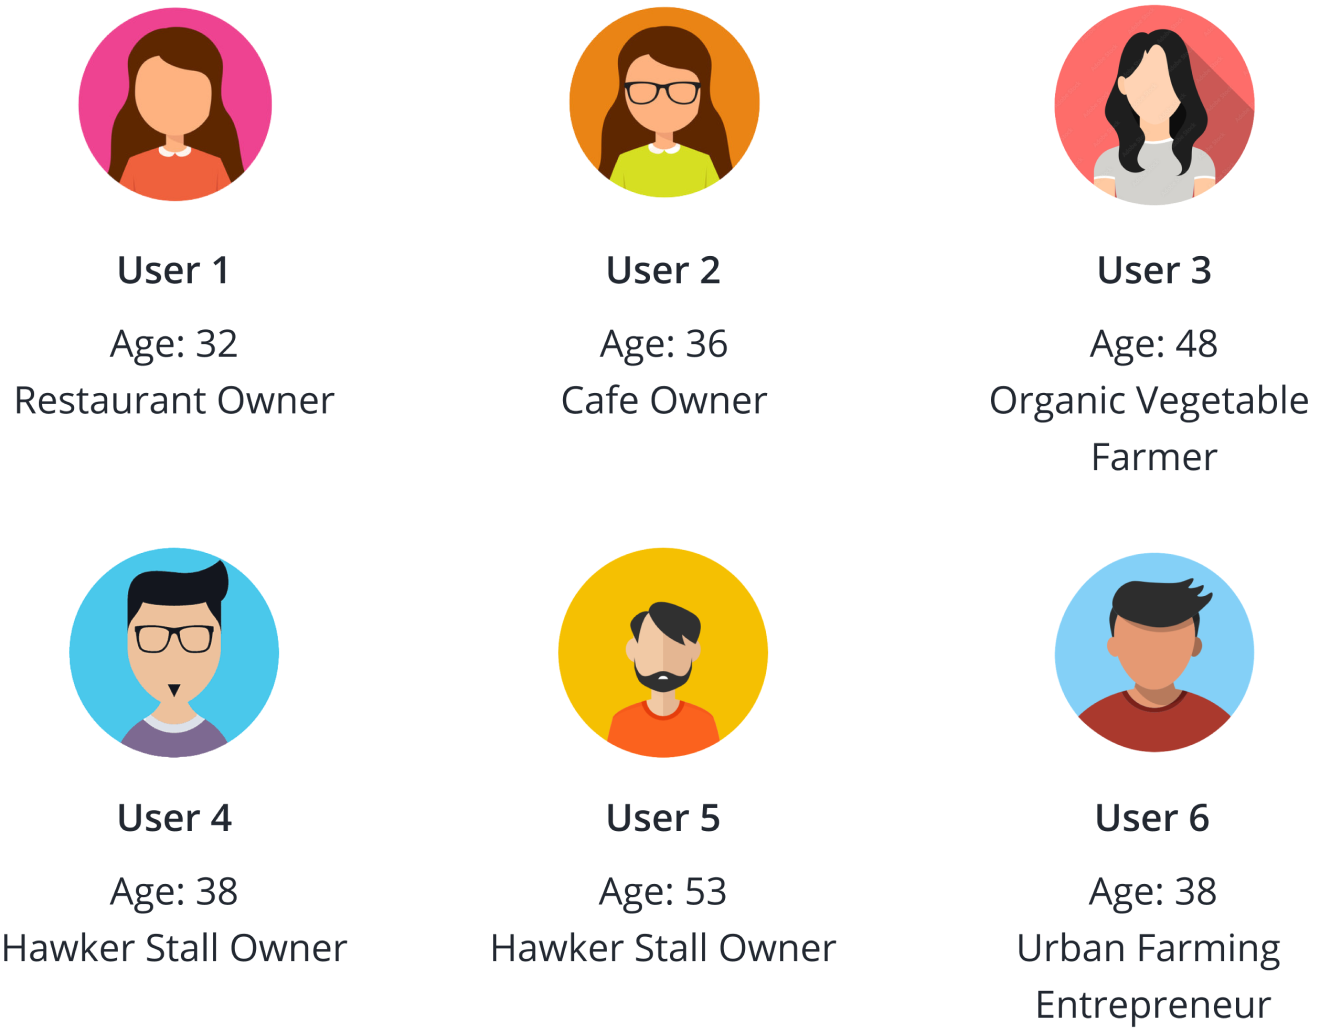 User 1
Age: 32
Restaurant Owner
User 2
Age: 36
Cafe Owner
User 3
Age: 48
Organic Vegetable
Farmer
User 4
Age: 38
Hawker Stall Owner
User 5
Age: 53
Hawker Stall Owner
User 6
Age: 38
Urban Farming
Entrepreneur